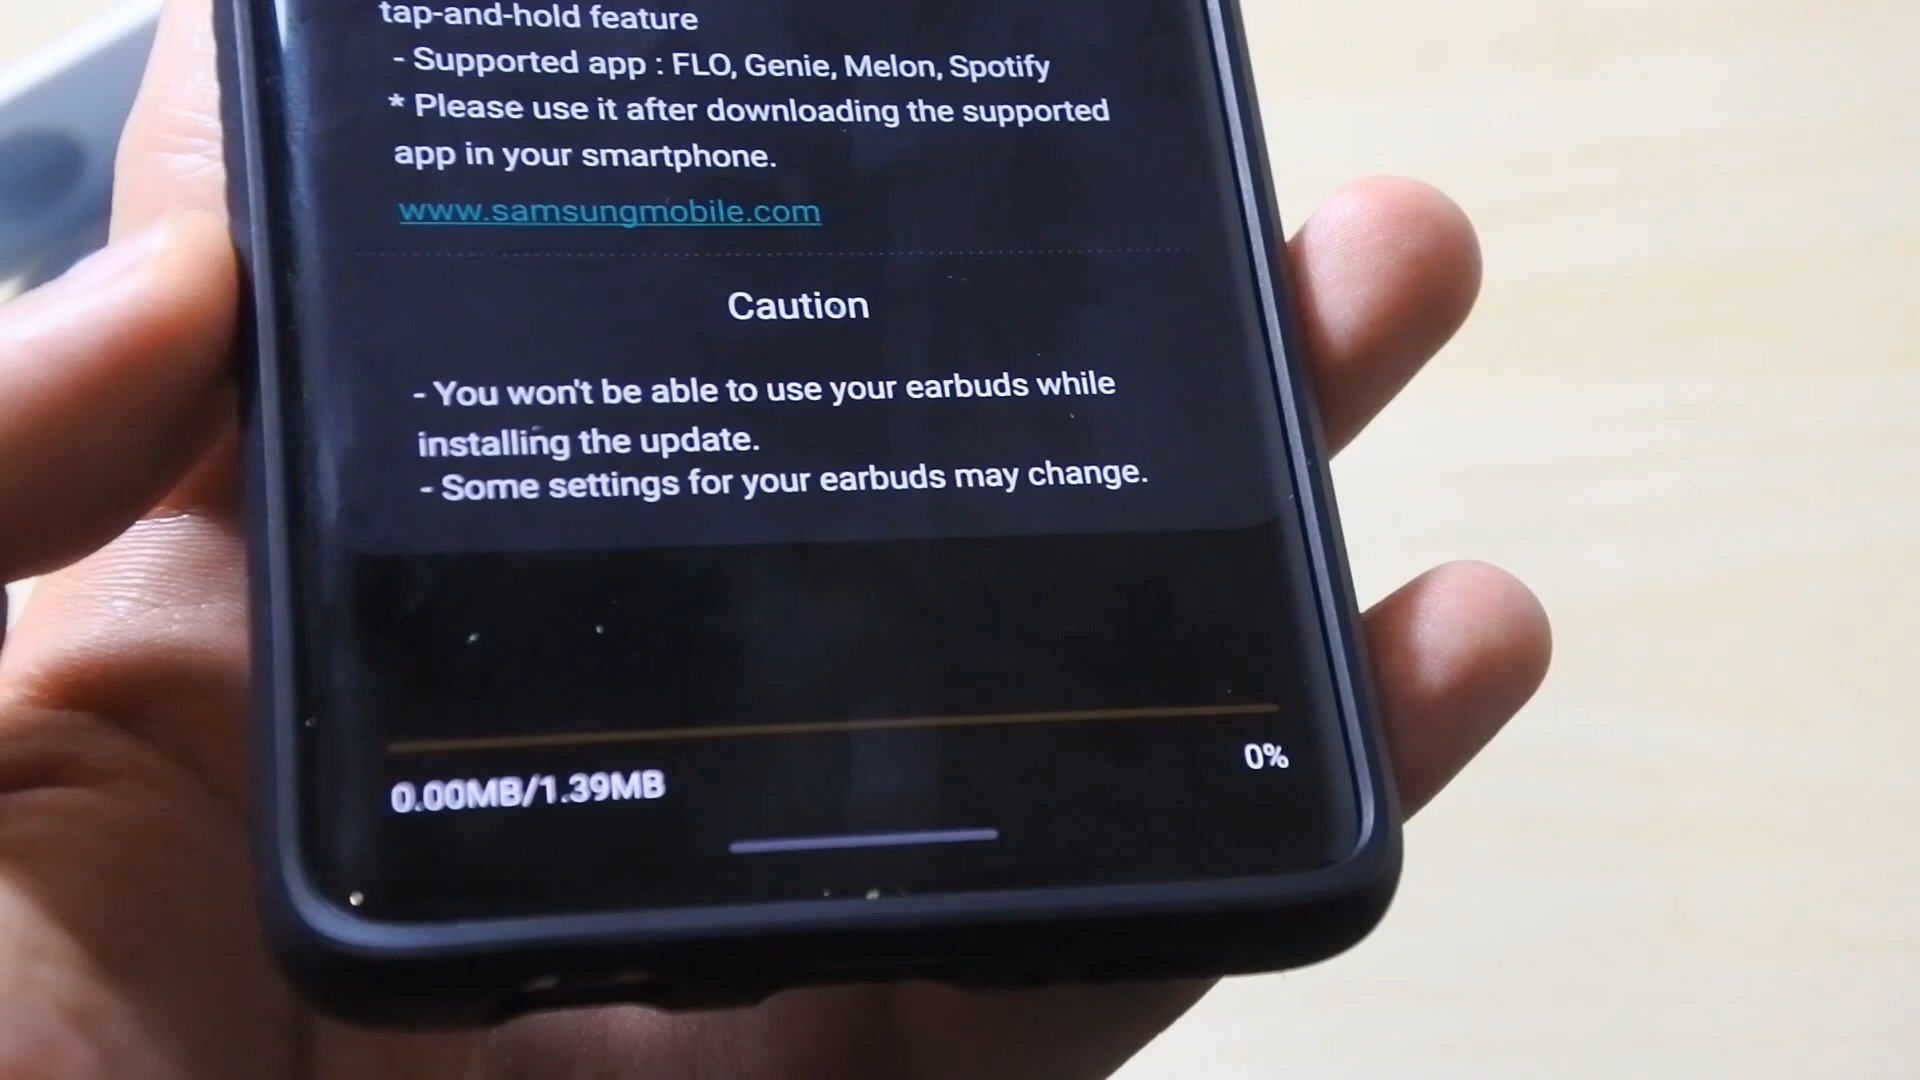 tap-and-hold feature
- Supported app : FLO, Genie, Melon, Spotify
* Please use it after downloading the supported
app in your smartphone.
www.samsungmobile.com
Caution
- You won't be able to use your earbuds while
installing the update.
- Some settings for your earbuds may change.
0%
0.00MB/1.39MB